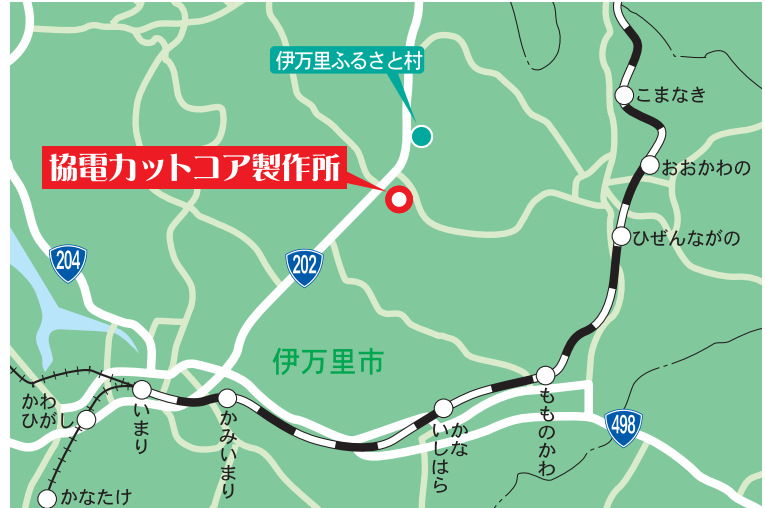 伊万里ふるさと村
こまなき
協電カットコア製作所
おおかわの
ひぜんながの
204
202
伊万里市
かわ
ひがし
いまり
かみいまり
かな
いしはら
もものかわ
498
かなたけ